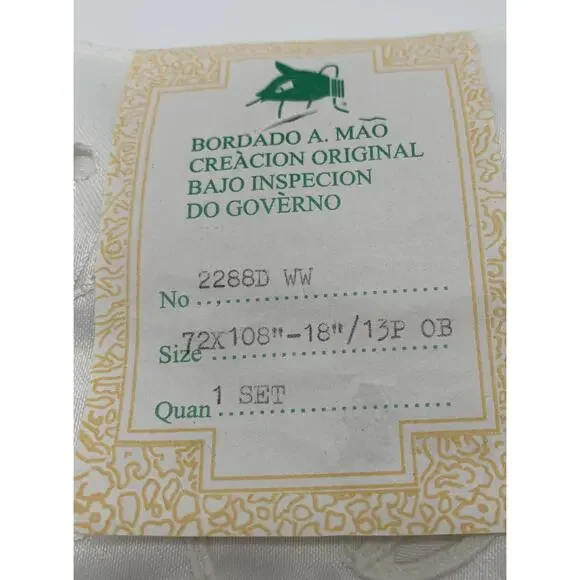 BORDADO A. MÃO
CREÀCION ORIGINAL
BAJO INSPECION
DO GOVÈRNO
No 2288D WW
Size 72X108"-18"/13P OB
Quan 1 SET